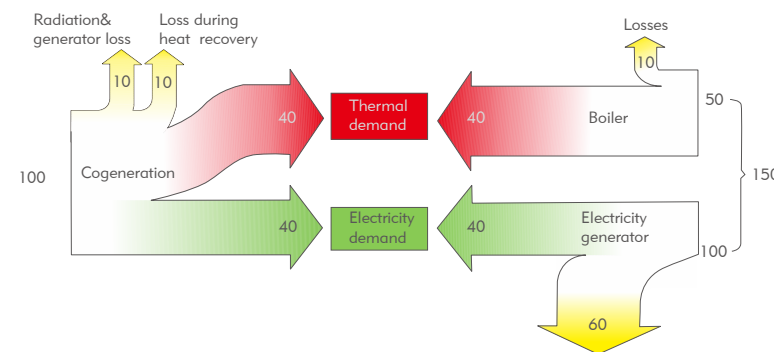 Radiation&
generator loss
Loss during
heat recovery
Losses
10
10
10
50
40
Thermal
demand
40
Boiler
100
Cogeneration
150
40
Electricity
demand
40
Electricity
generator
100
60